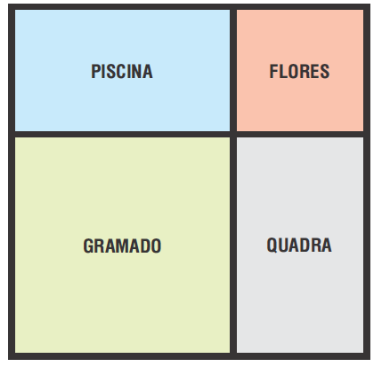 PISCINA
FLORES
GRAMADO
QUADRA